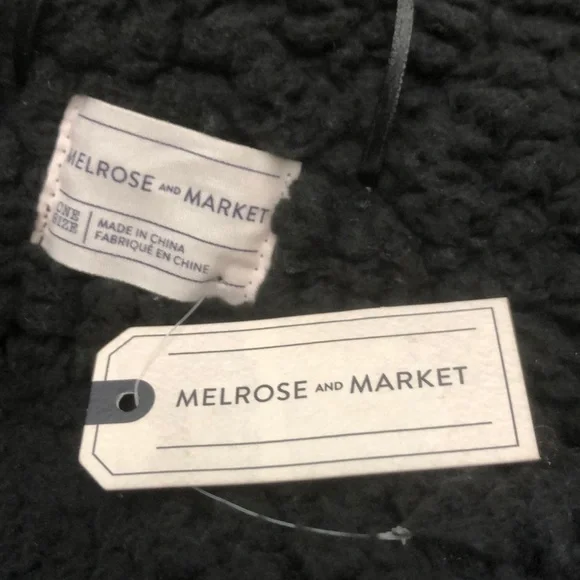 MELROSE AND MARKET
ONE SIZE
MADE IN CHINA
FABRIQUÉ EN CHINE
MELROSE AND MARKET